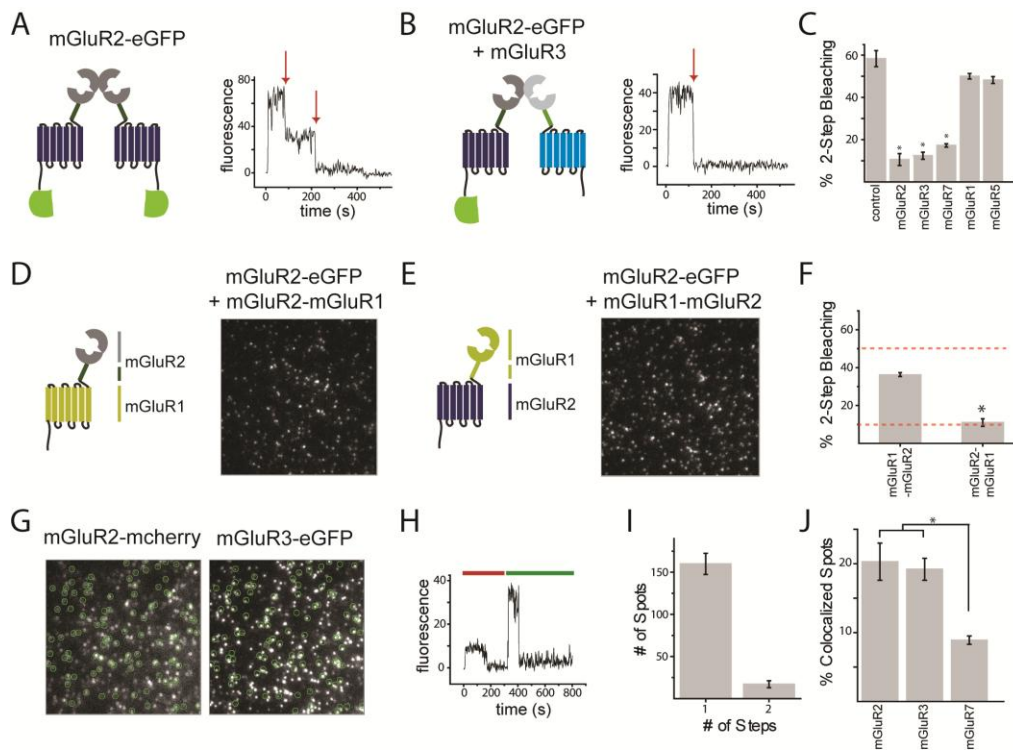 A
mGluR2-eGFP
fluorescence
80
40
0
0 200 400
time (s)
B
mGluR2-eGFP
+ mGluR3
fluorescence
80
40
0
0 200 400
time (s)
C
% 2-Step Bleaching
60
40
20
* * *
control
mGluR2
mGluR3
mGluR7
mGluR1
mGluR5
D
mGluR2-eGFP
+ mGluR2-mGluR1
mGluR2
mGluR1
E
mGluR2-eGFP
+ mGluR1-mGluR2
mGluR1
mGluR2
F
% 2-Step Bleaching
60
40
20
*
mGluR1
-mGluR2
mGluR2-
mGluR1
G
mGluR2-mcherry
mGluR3-eGFP
H
fluorescence
40
20
0
0 200 400 600 800
time (s)
I
# of Spots
150
100
50
1 2
# of Steps
J
% Colocalized Spots
20
10
*
mGluR2
mGluR3
mGluR7